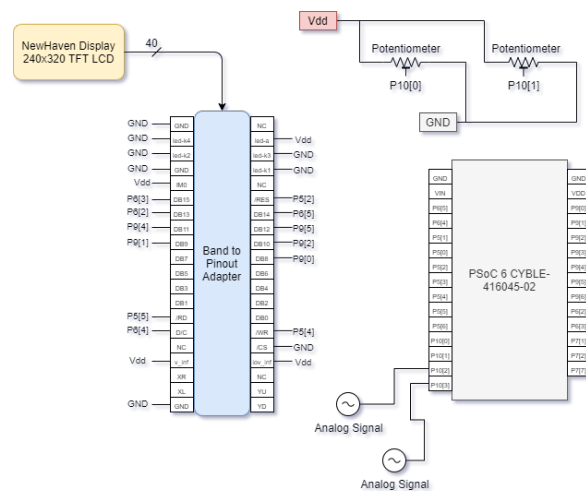 NewHaven Display
240x320 TFT LCD
40
Vdd
Potentiometer
Potentiometer
P10[0]
P10[1]
GND
GND
GND
GND
GND
Vdd
P6[3]
P6[2]
P9[4]
P9[1]
P5[5]
P6[4]
Vdd
GND
GND
led-k4
led-k2
GND
IM0
DB15
DB13
DB11
DB9
DB7
DB5
DB3
DB1
/RD
D/C
NC
v_inf
XR
XL
GND
Band to
Pinout
Adapter
NC
led-a
led-k3
led-k1
NC
/RES
DB14
DB12
DB10
DB8
DB6
DB4
DB2
DB0
/WR
/CS
iov_inf
NC
YU
YD
Vdd
GND
GND
P5[2]
P6[5]
P9[5]
P9[2]
P9[0]
P5[4]
GND
Vdd
GND
VIN
P6[5]
P6[4]
P5[1]
P5[0]
P5[2]
P5[3]
P5[4]
P5[5]
P5[6]
P10[0]
P10[1]
P10[2]
P10[3]
PSoC 6 CYBLE-
416045-02
GND
VDD
P9[0]
P9[1]
P9[2]
P9[3]
P9[4]
P9[5]
P9[6]
P6[2]
P6[3]
P7[1]
P7[2]
P7[7]
Analog Signal
Analog Signal